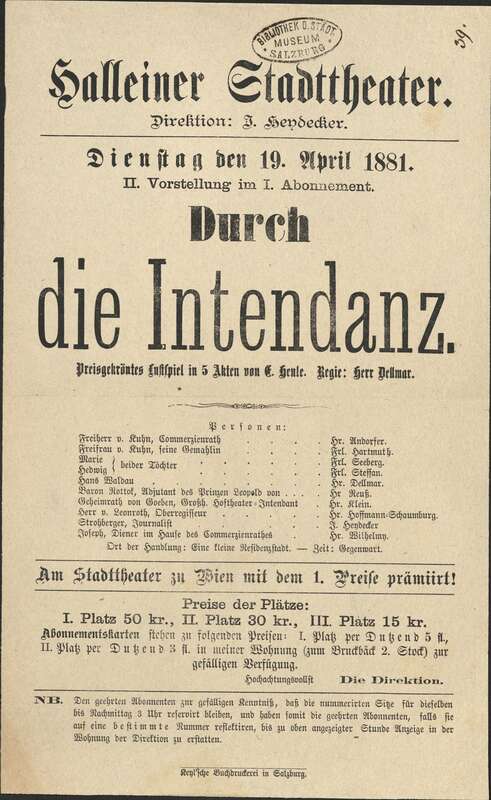 BIBLIOTHEK D. STÄDT.
MUSEUM
SALZBURG
39.
Halleiner Stadttheater.
Direktion: J. Heydecker.
Dienstag den 19. April 1881.
II. Vorstellung im I. Abonnement.
Durch
die Intendanz.
Preisgekröntes Lustspiel in 5 Akten von E. Henle. Regie: Herr Dellmar.
Personen:
Freiherr v. Kuhn, Commerzienrath . . . . Hr. Andorfer.
Freifrau v. Kuhn, seine Gemahlin . . . . Frl. Hartmuth.
Marie } beider Töchter . . . . . Frl. Seeberg.
Hedwig } . . . . . Frl. Steffan.
Hans Waldau . . . . . . Hr. Dellmar.
Baron Rottok, Adjutant des Prinzen Leopold von . . . . Hr Reuß.
Geheimrath von Goeben, Großh. Hoftheater-Intendant . Hr. Klein.
Herr v. Leonroth, Oberregisseur . . . . Hr. Hoffmann-Schaumburg.
Strohberger, Journalist . . . . . J. Heydecker
Joseph, Diener im Hause des Commerzienrathes . . Hr. Wilhelmy.
Ort der Handlung: Eine kleine Residenzstadt. — Zeit: Gegenwart.
Am Stadttheater zu Wien mit dem 1. Preise prämiirt!
Preise der Plätze:
I. Platz 50 kr., II. Platz 30 kr., III. Platz 15 kr.
Abonnementskarten stehen zu folgenden Preisen: I. Platz per Dutzend 5 fl.,
II. Platz per Dutzend 3 fl. in meiner Wohnung (zum Bruckbäck 2. Stock) zur
gefälligen Verfügung.
Hochachtungsvollst Die Direktion.
NB. Den geehrten Abonnenten zur gefälligen Kenntniß, daß die nummerirten Sitze für dieselben
bis Nachmittag 3 Uhr reservirt bleiben, und haben somit die geehrten Abonnenten, falls sie
auf eine bestimmte Nummer reflektiren, bis zu oben angezeigter Stunde Anzeige in der
Wohnung der Direktion zu erstatten.
Keyl'sche Buchdruckerei in Salzburg.